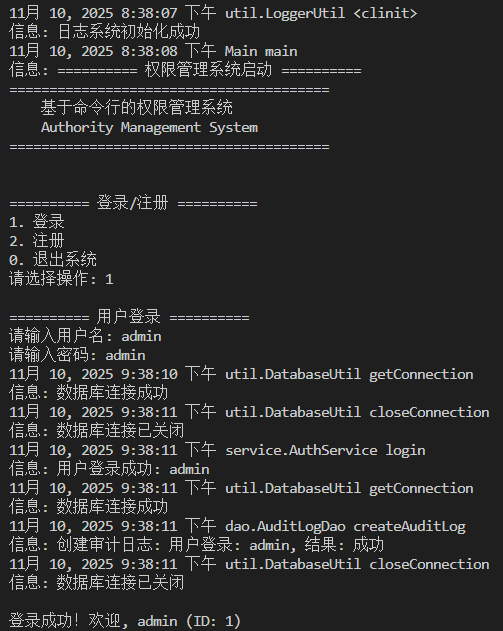 11月 10, 2025 8:38:07 下午 util.LoggerUtil <clinit>
信息: 日志系统初始化成功
11月 10, 2025 8:38:08 下午 Main main
信息: ========== 权限管理系统启动 ==========
========================================
基于命令行的权限管理系统
Authority Management System
========================================
========== 登录/注册 ==========
1. 登录
2. 注册
0. 退出系统
请选择操作: 1
========== 用户登录 ==========
请输入用户名: admin
请输入密码: admin
11月 10, 2025 9:38:10 下午 util.DatabaseUtil getConnection
信息: 数据库连接成功
11月 10, 2025 9:38:11 下午 util.DatabaseUtil closeConnection
信息: 数据库连接已关闭
11月 10, 2025 9:38:11 下午 service.AuthService login
信息: 用户登录成功: admin
11月 10, 2025 9:38:11 下午 util.DatabaseUtil getConnection
信息: 数据库连接成功
11月 10, 2025 9:38:11 下午 dao.AuditLogDao createAuditLog
信息: 创建审计日志: 用户登录: admin, 结果: 成功
11月 10, 2025 9:38:11 下午 util.DatabaseUtil closeConnection
信息: 数据库连接已关闭
登录成功! 欢迎, admin (ID: 1)